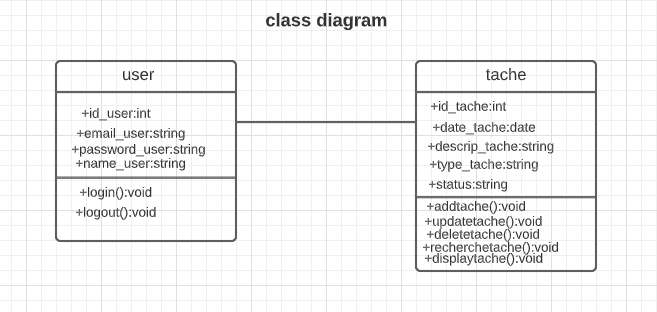 class diagram
user
+id_user:int
+email_user:string
+password_user:string
+name_user:string
+login():void
+logout():void
tache
+id_tache:int
+date_tache:date
+descrip_tache:string
+type_tache:string
+status:string
+addtache():void
+updatetache():void
+deletetache():void
+recherchetache():void
+displaytache():void